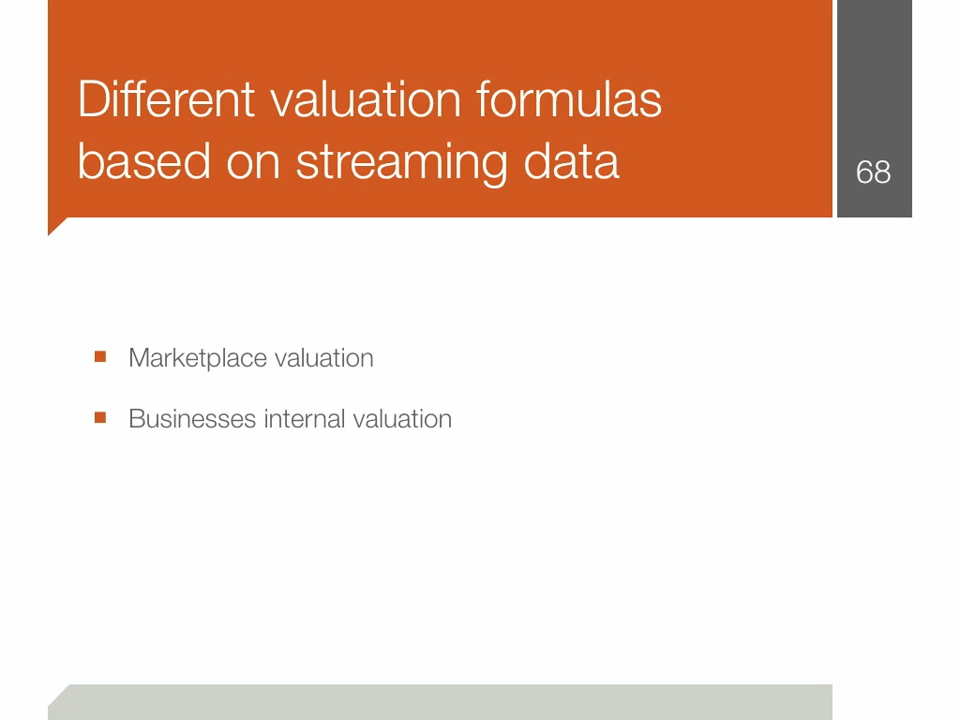 Different valuation formulas
based on streaming data
68
Marketplace valuation
Businesses internal valuation